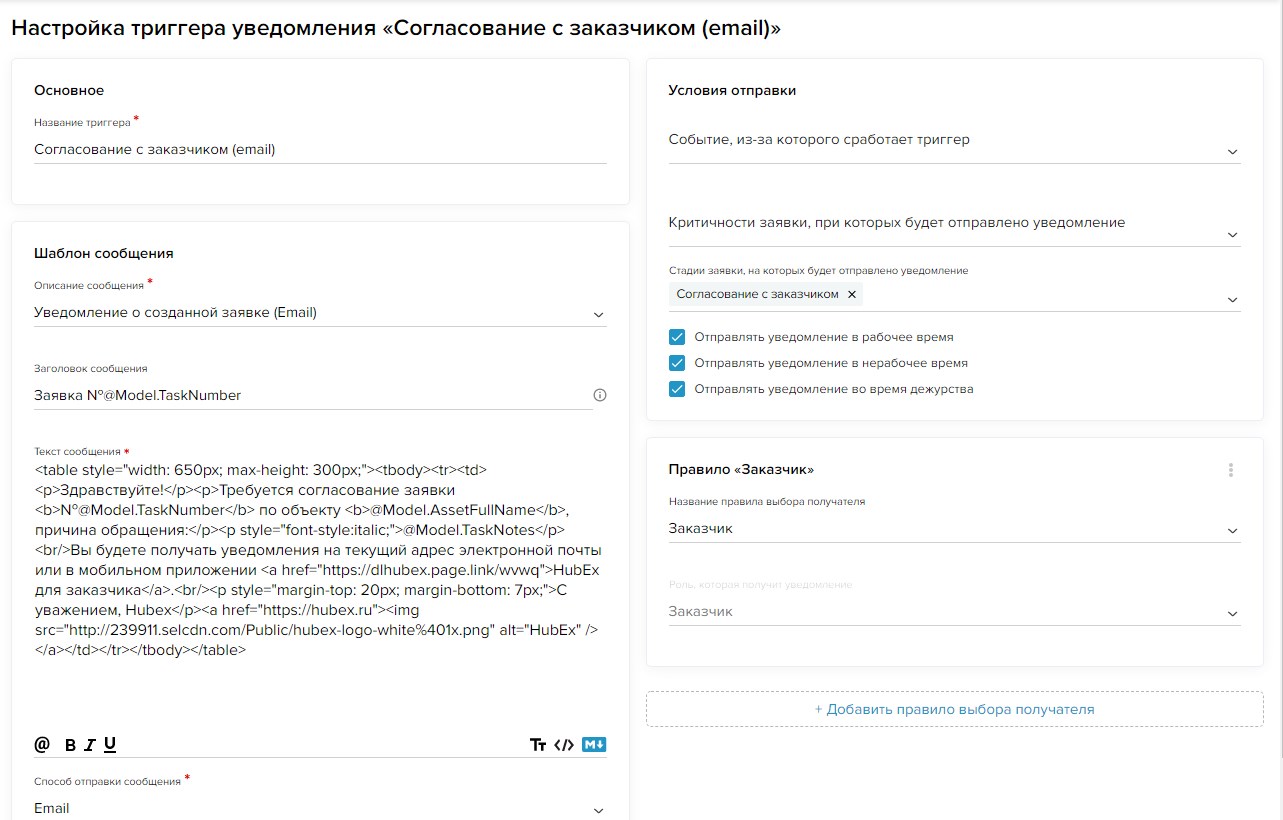 Настройка триггера уведомления «Согласование с заказчиком (email)»
Основное
Название триггера *
Согласование с заказчиком (email)
Шаблон сообщения
Описание сообщения *
Уведомление о созданной заявке (Email)
Заголовок сообщения
Заявка №@Model.TaskNumber
Текст сообщения *
<table style="width: 650px; max-height: 300px;"><tbody><tr><td>
<p>Здравствуйте!</p><p>Требуется согласование заявки
<b>№@Model.TaskNumber</b> по объекту <b>@Model.AssetFullName</b>,
причина обращения:</p><p style="font-style:italic;">@Model.TaskNotes</p>
<br/>Вы будете получать уведомления на текущий адрес электронной почты
или в мобильном приложении <a href="https://dlhubex.page.link/wvwq">HubEx
для заказчика</a>.<br/><p style="margin-top: 20px; margin-bottom: 7px;">С
уважением, Hubex</p><a href="https://hubex.ru"><img
src="http://239911.selcdn.com/Public/hubex-logo-white%401x.png" alt="HubEx" />
</a></td></tr></tbody></table>
@ B I U Tт </> M↓
Способ отправки сообщения *
Email
Условия отправки
Событие, из-за которого сработает триггер
Критичности заявки, при которых будет отправлено уведомление
Стадии заявки, на которых будет отправлено уведомление
Согласование с заказчиком ×
Отправлять уведомление в рабочее время
Отправлять уведомление в нерабочее время
Отправлять уведомление во время дежурства
Правило «Заказчик»
Название правила выбора получателя
Заказчик
Роль, которая получит уведомление
Заказчик
+ Добавить правило выбора получателя